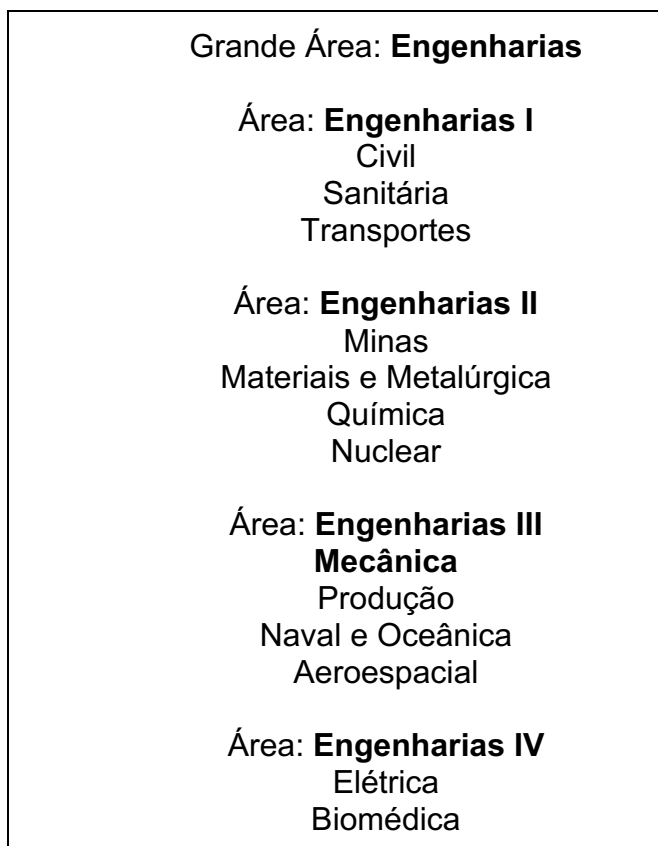 Grande Área: Engenharias
Área: Engenharias I
Civil
Sanitária
Transportes
Área: Engenharias II
Minas
Materiais e Metalúrgica
Química
Nuclear
Área: Engenharias III
Mecânica
Produção
Naval e Oceânica
Aeroespacial
Área: Engenharias IV
Elétrica
Biomédica